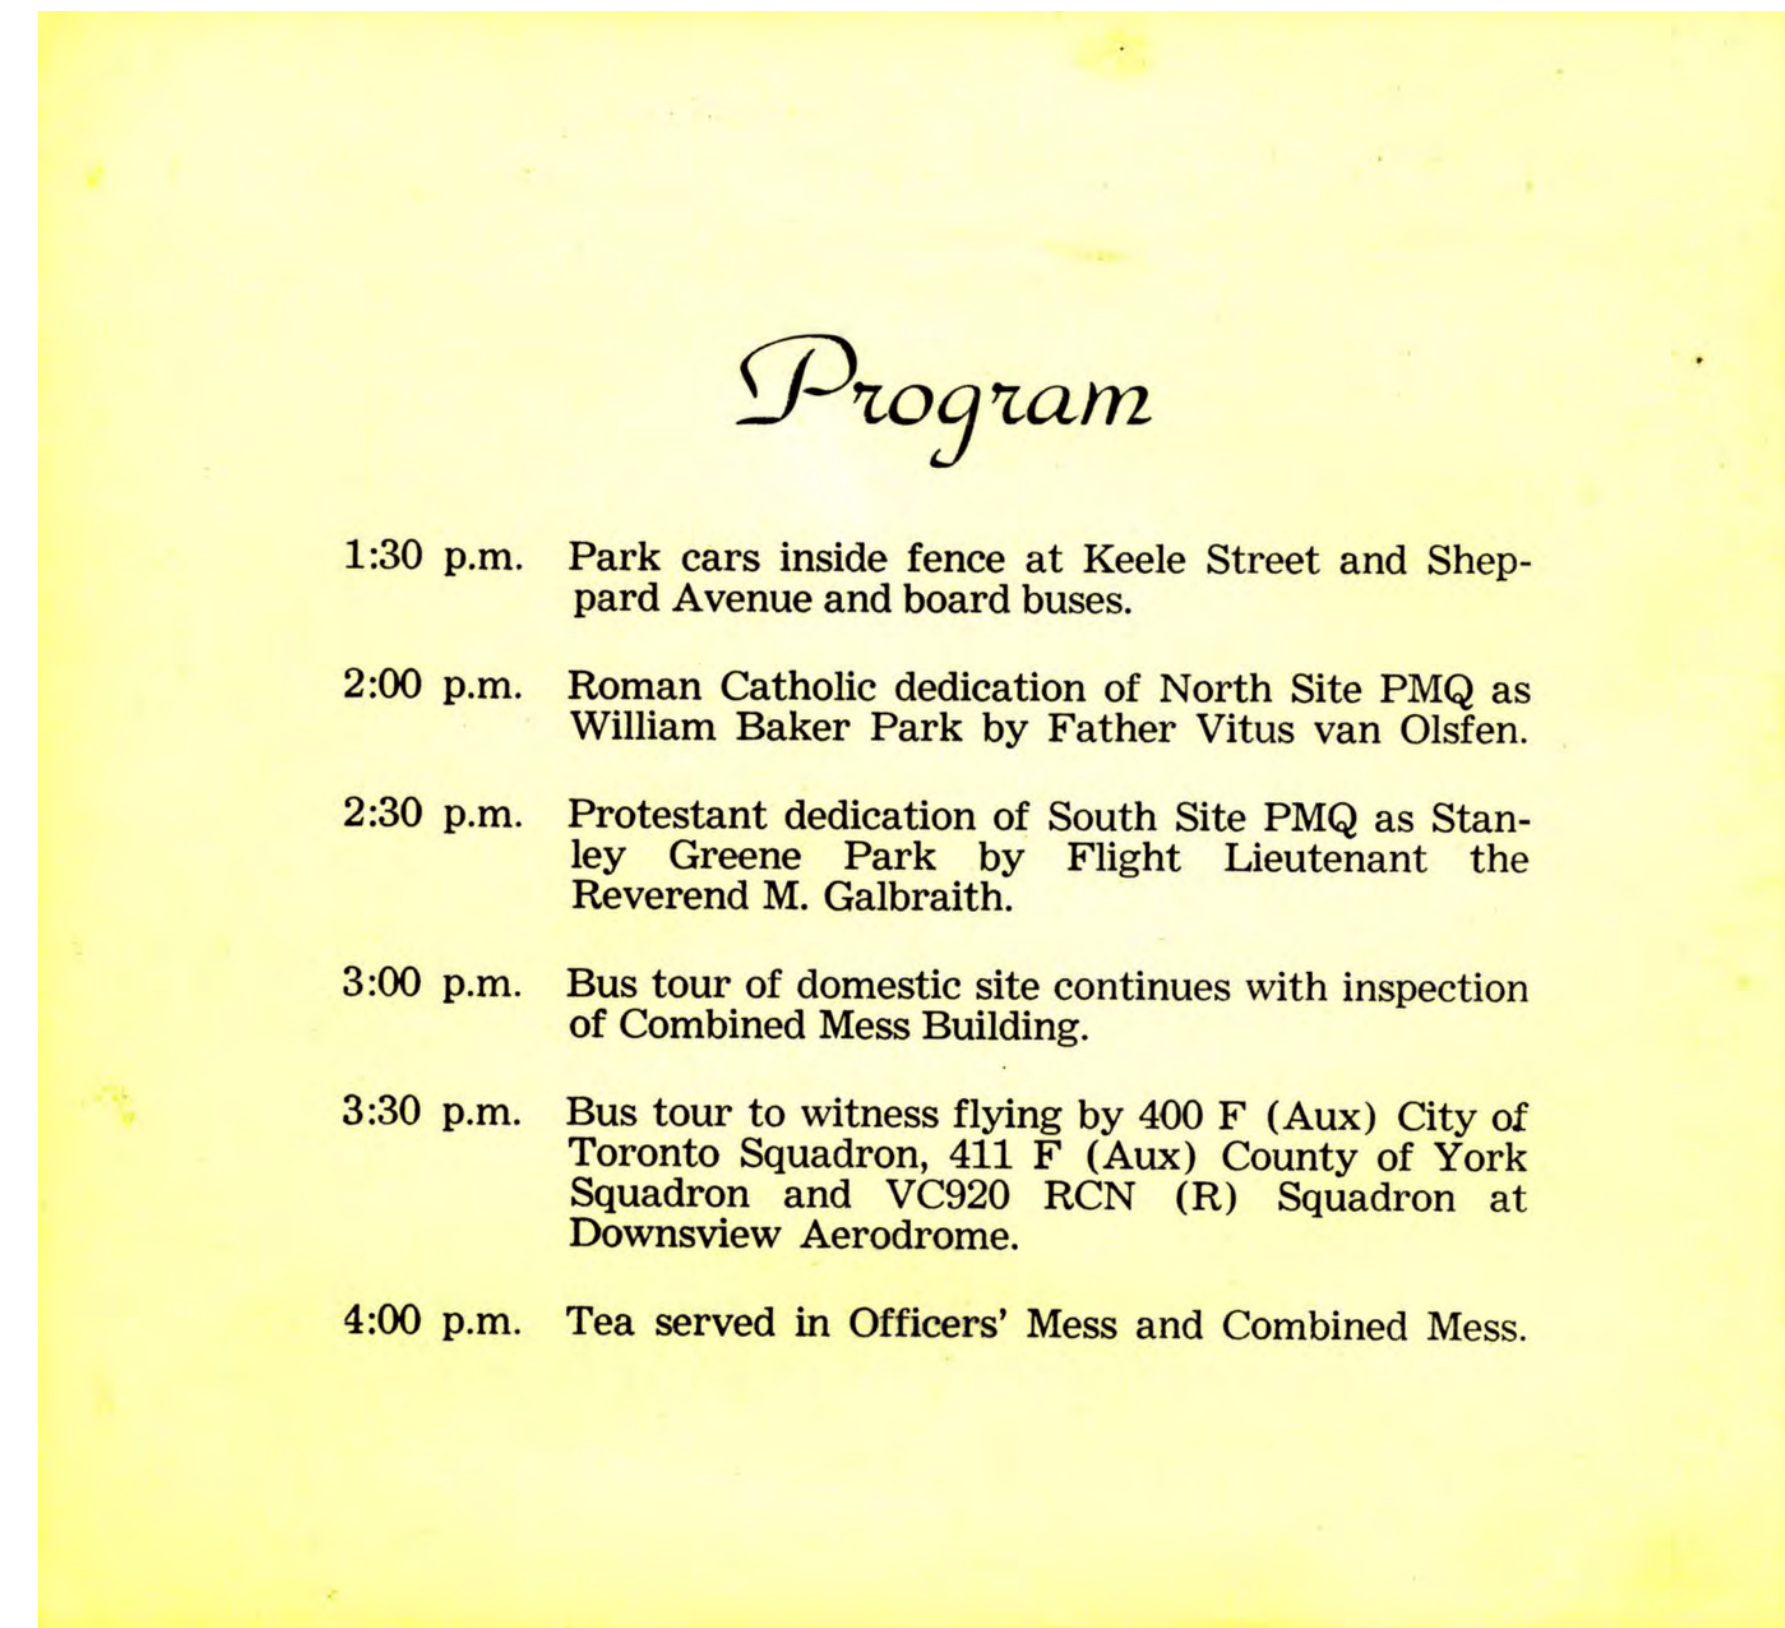 Program
1:30 p.m. Park cars inside fence at Keele Street and Shep-
pard Avenue and board buses.
2:00 p.m. Roman Catholic dedication of North Site PMQ as
William Baker Park by Father Vitus van Olsfen.
2:30 p.m. Protestant dedication of South Site PMQ as Stan-
ley Greene Park by Flight Lieutenant the
Reverend M. Galbraith.
3:00 p.m. Bus tour of domestic site continues with inspection
of Combined Mess Building.
3:30 p.m. Bus tour to witness flying by 400 F (Aux) City of
Toronto Squadron, 411 F (Aux) County of York
Squadron and VC920 RCN (R) Squadron at
Downsview Aerodrome.
4:00 p.m. Tea served in Officers' Mess and Combined Mess.